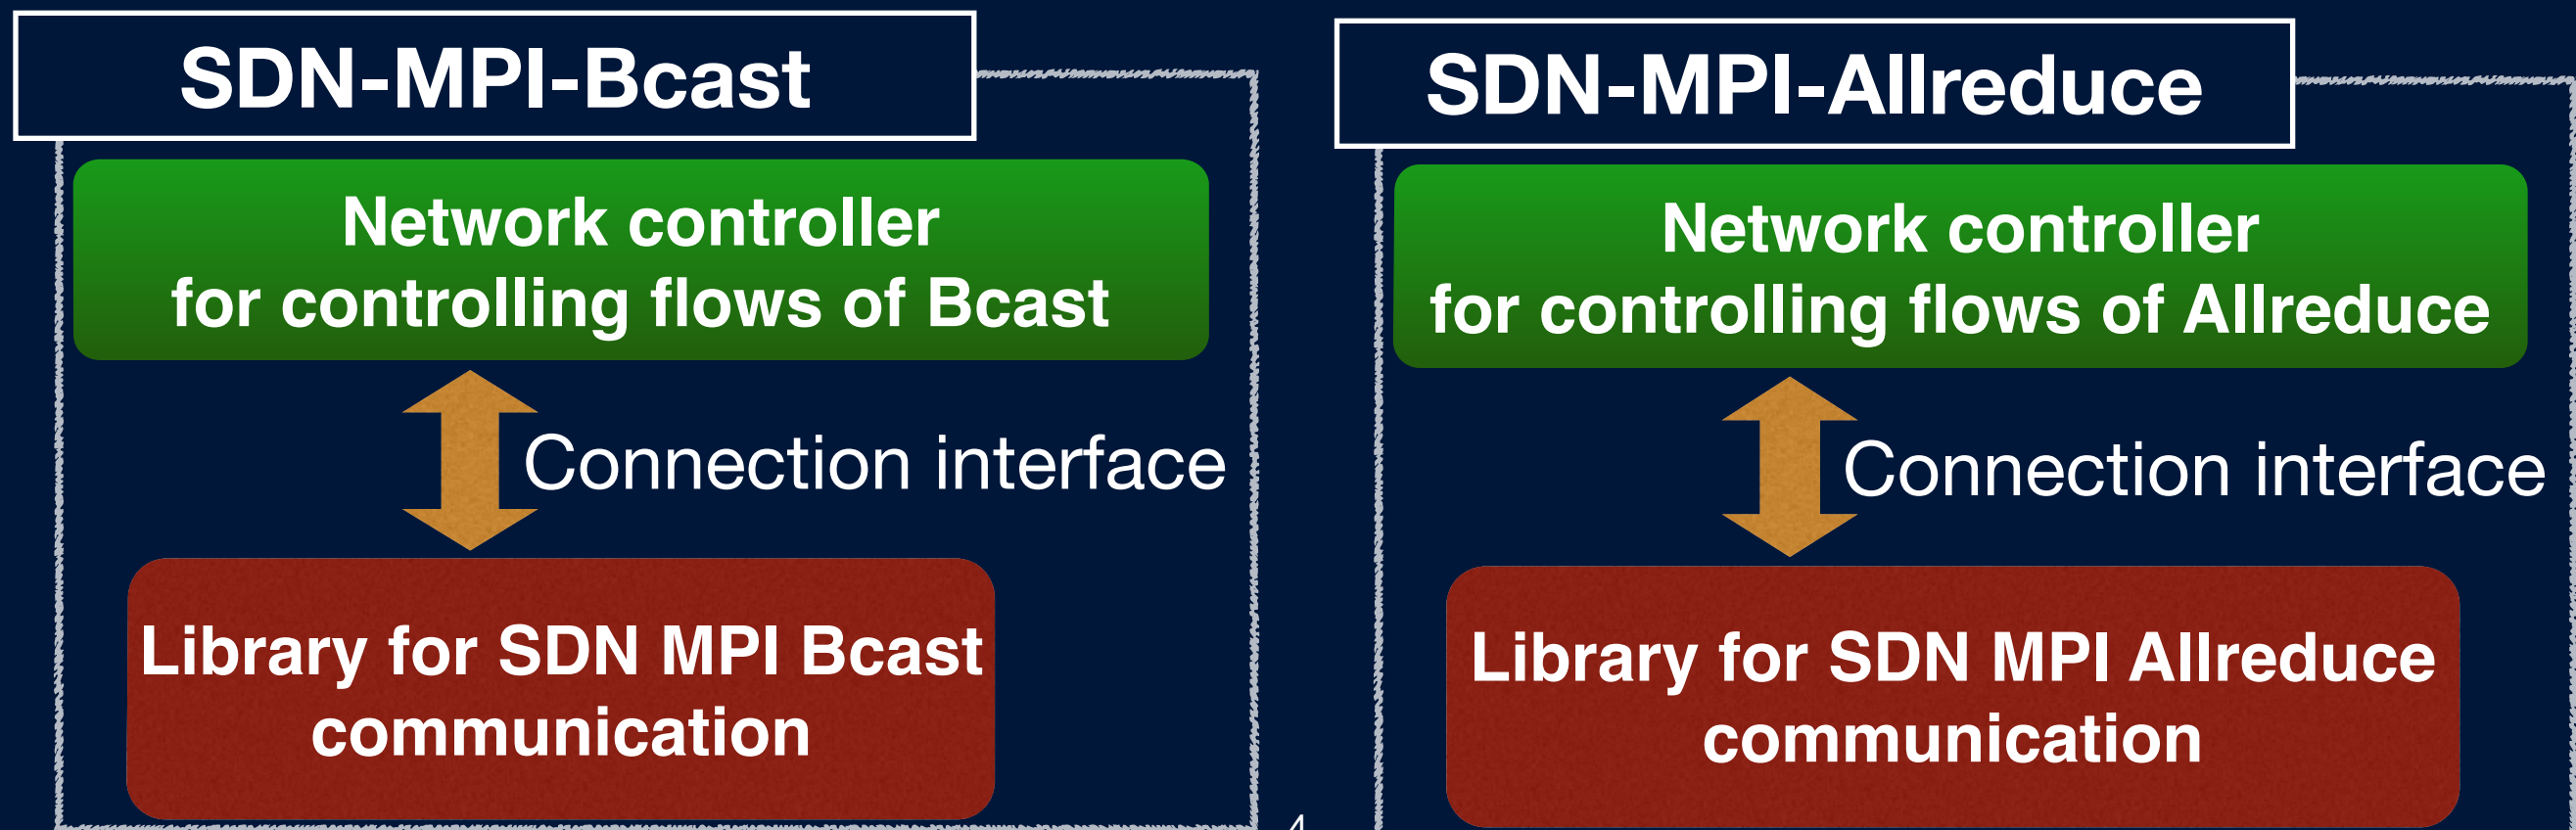 SDN-MPI-Bcast
Network controller
for controlling flows of Bcast
Connection interface
Library for SDN MPI Bcast
communication
SDN-MPI-Allreduce
Network controller
for controlling flows of Allreduce
Connection interface
Library for SDN MPI Allreduce
communication
4